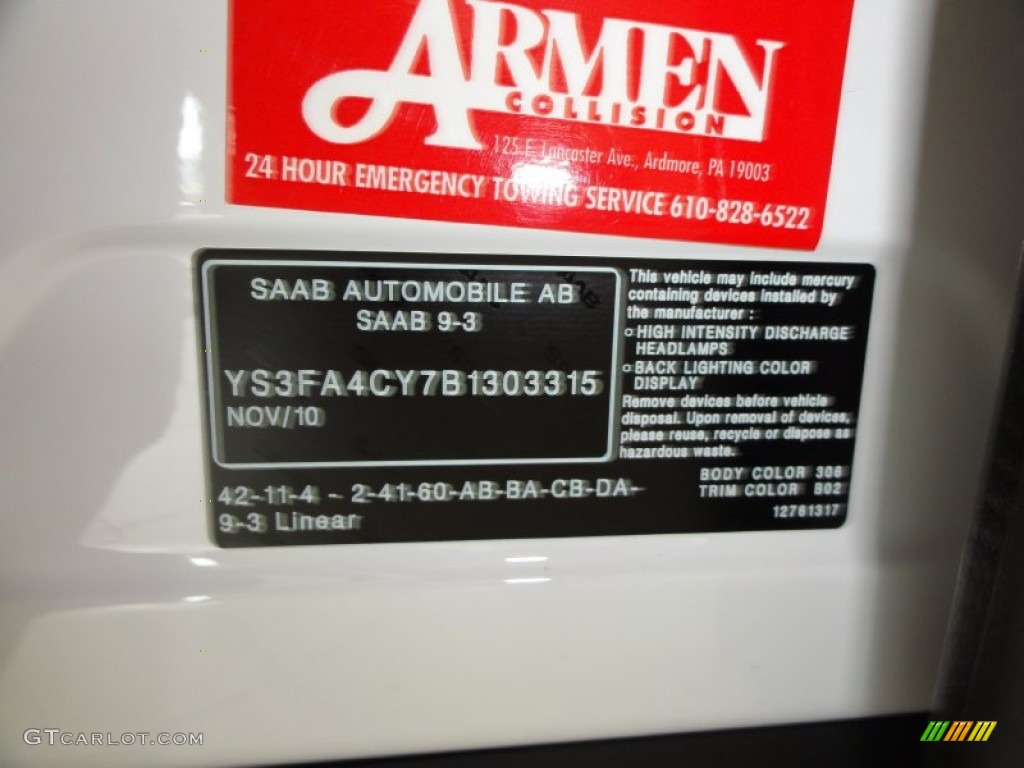 ARMEN
COLLISION
125 E Lancaster Ave., Ardmore, PA 19003
24 HOUR EMERGENCY TOWING SERVICE 610-828-6522
SAAB AUTOMOBILE AB
SAAB 9-3
YS3FA4CY7B1303315
NOV/10
42-11-4 - 2-41-60-AB-BA-CB-DA-
9-3 Linear
This vehicle may include mercury
containing devices installed by
the manufacturer :
o HIGH INTENSITY DISCHARGE
HEADLAMPS
o BACK LIGHTING COLOR
DISPLAY
Remove devices before vehicle
disposal. Upon removal of devices,
please reuse, recycle or dispose as
hazardous waste.
BODY COLOR 306
TRIM COLOR B02
12761317
GTCARLOT.COM